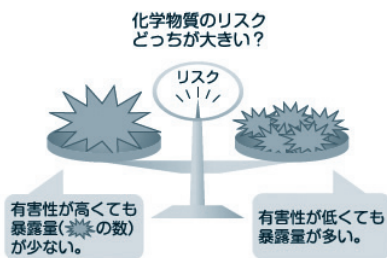 化学物質のリスク
どっちが大きい？
リスク
有害性が高くても
暴露量(の数)
が少ない。
有害性が低くても
暴露量が多い。